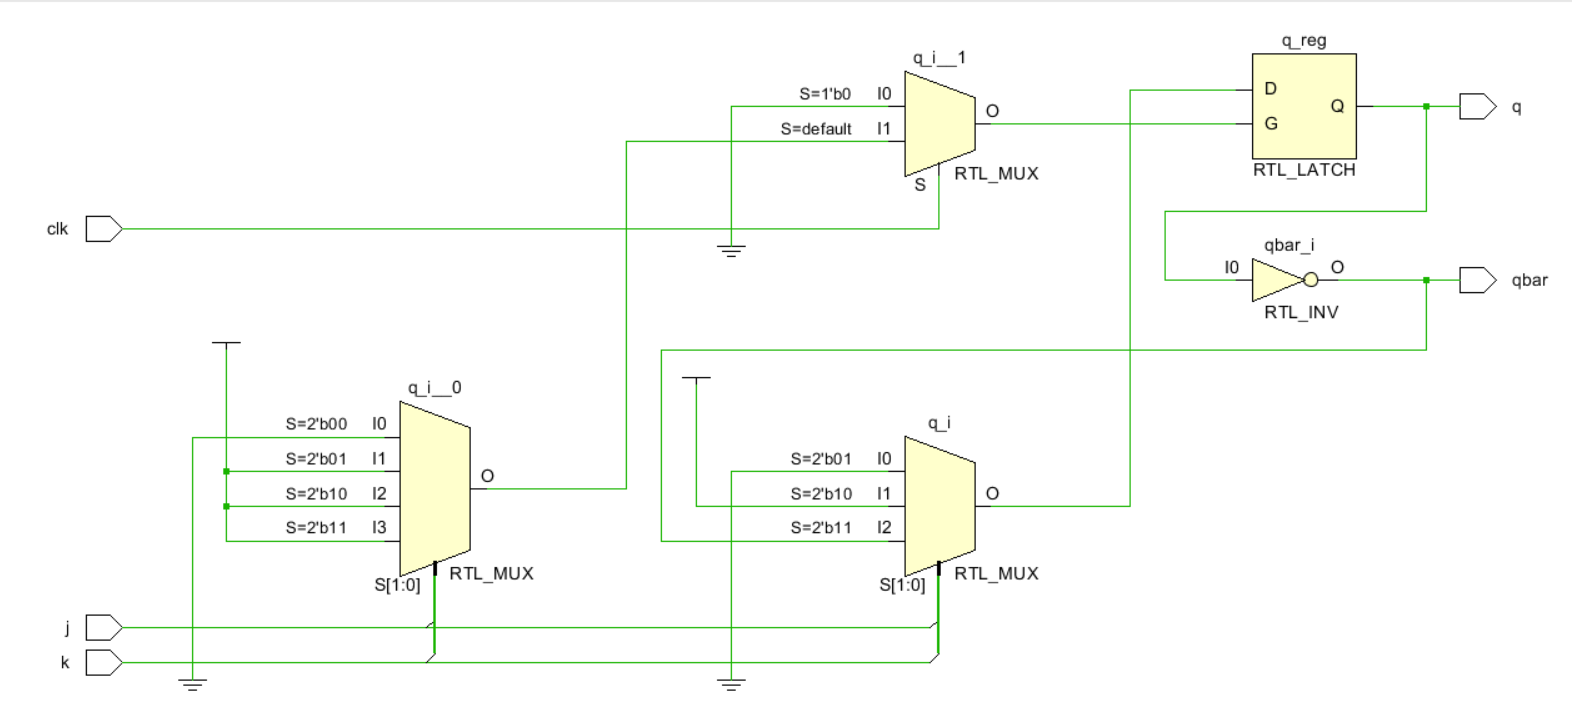 q_reg
q_i__1
D
S=1'b0 I0
Q
q
O
G
S=default I1
RTL_LATCH
RTL_MUX
S
clk
qbar_i
I0
O
qbar
RTL_INV
q_i__0
q_i
S=2'b00 I0
S=2'b01 I1
S=2'b10 I2
S=2'b11 I3
O
S=2'b01 I0
S=2'b10 I1
S=2'b11 I2
O
RTL_MUX
S[1:0]
RTL_MUX
S[1:0]
j
k